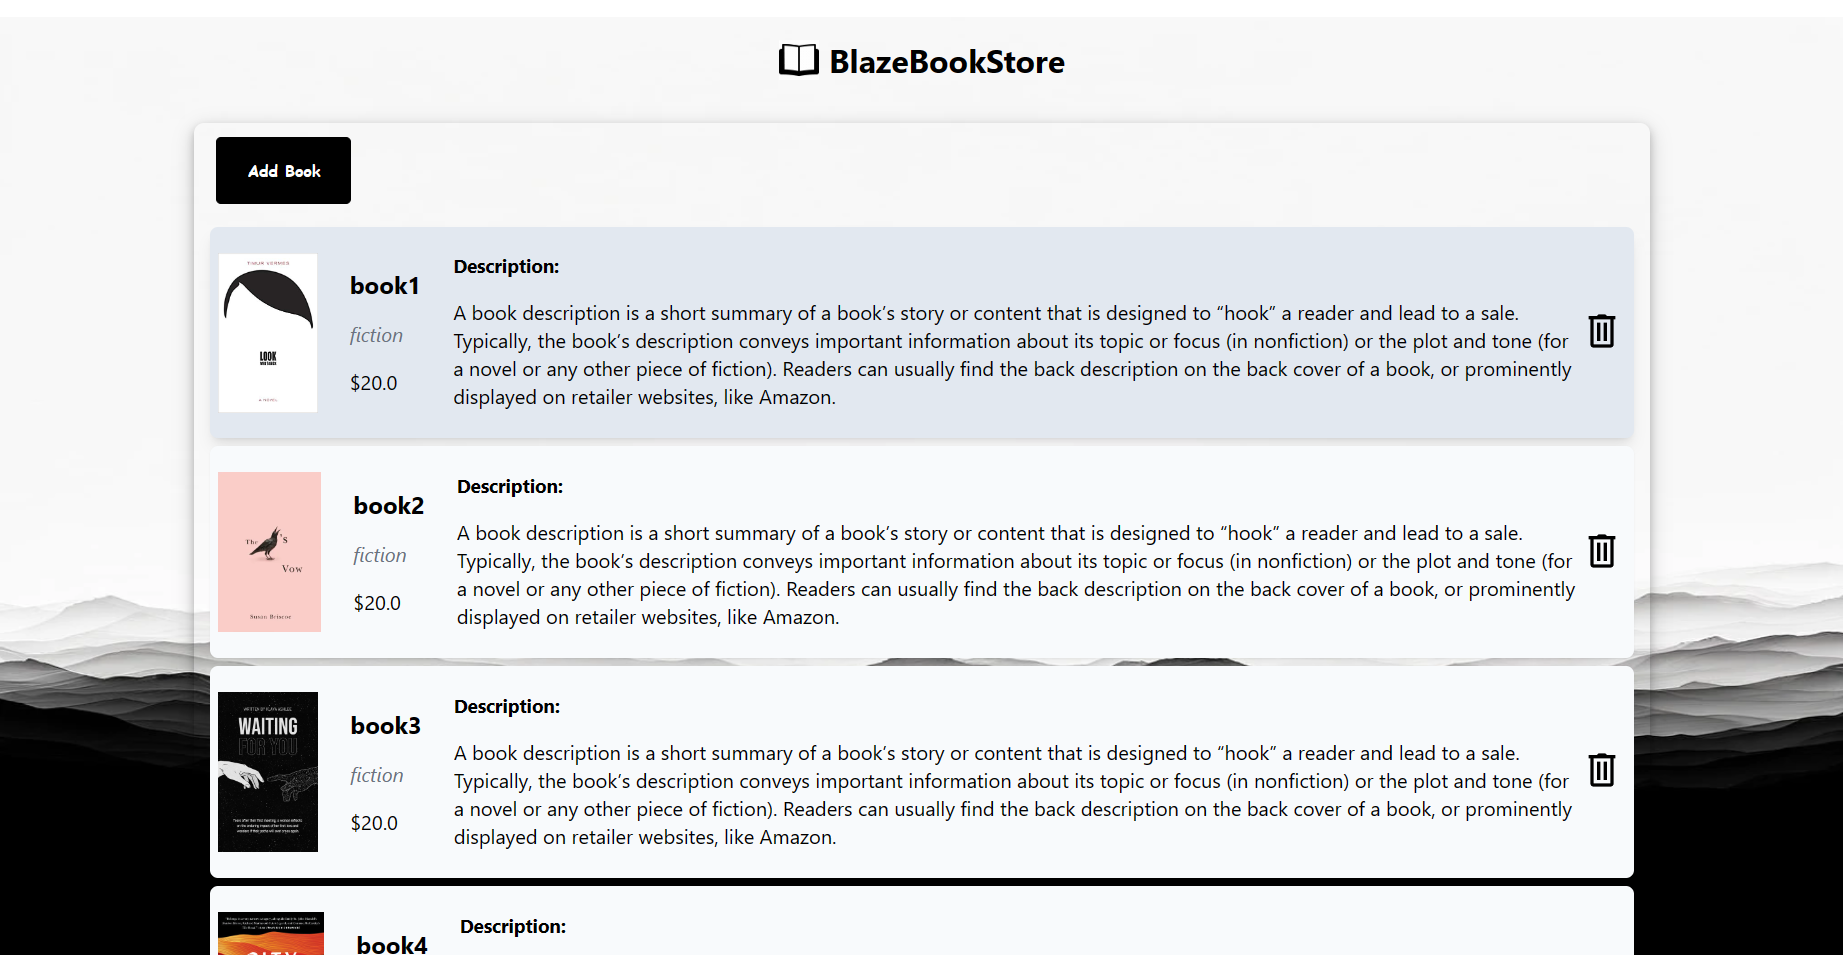 BlazeBookStore
Add Book
TIMUR VERMES
LOOK
A NOVEL
book1
fiction
$20.0
Description:
A book description is a short summary of a book’s story or content that is designed to “hook” a reader and lead to a sale.
Typically, the book’s description conveys important information about its topic or focus (in nonfiction) or the plot and tone (for
a novel or any other piece of fiction). Readers can usually find the back description on the back cover of a book, or prominently
displayed on retailer websites, like Amazon.
The 's
Vow
Susan Briscoe
book2
fiction
$20.0
Description:
A book description is a short summary of a book’s story or content that is designed to “hook” a reader and lead to a sale.
Typically, the book’s description conveys important information about its topic or focus (in nonfiction) or the plot and tone (for
a novel or any other piece of fiction). Readers can usually find the back description on the back cover of a book, or prominently
displayed on retailer websites, like Amazon.
WAITING
FOR YOU
book3
fiction
$20.0
Description:
A book description is a short summary of a book’s story or content that is designed to “hook” a reader and lead to a sale.
Typically, the book’s description conveys important information about its topic or focus (in nonfiction) or the plot and tone (for
a novel or any other piece of fiction). Readers can usually find the back description on the back cover of a book, or prominently
displayed on retailer websites, like Amazon.
book4
Description: